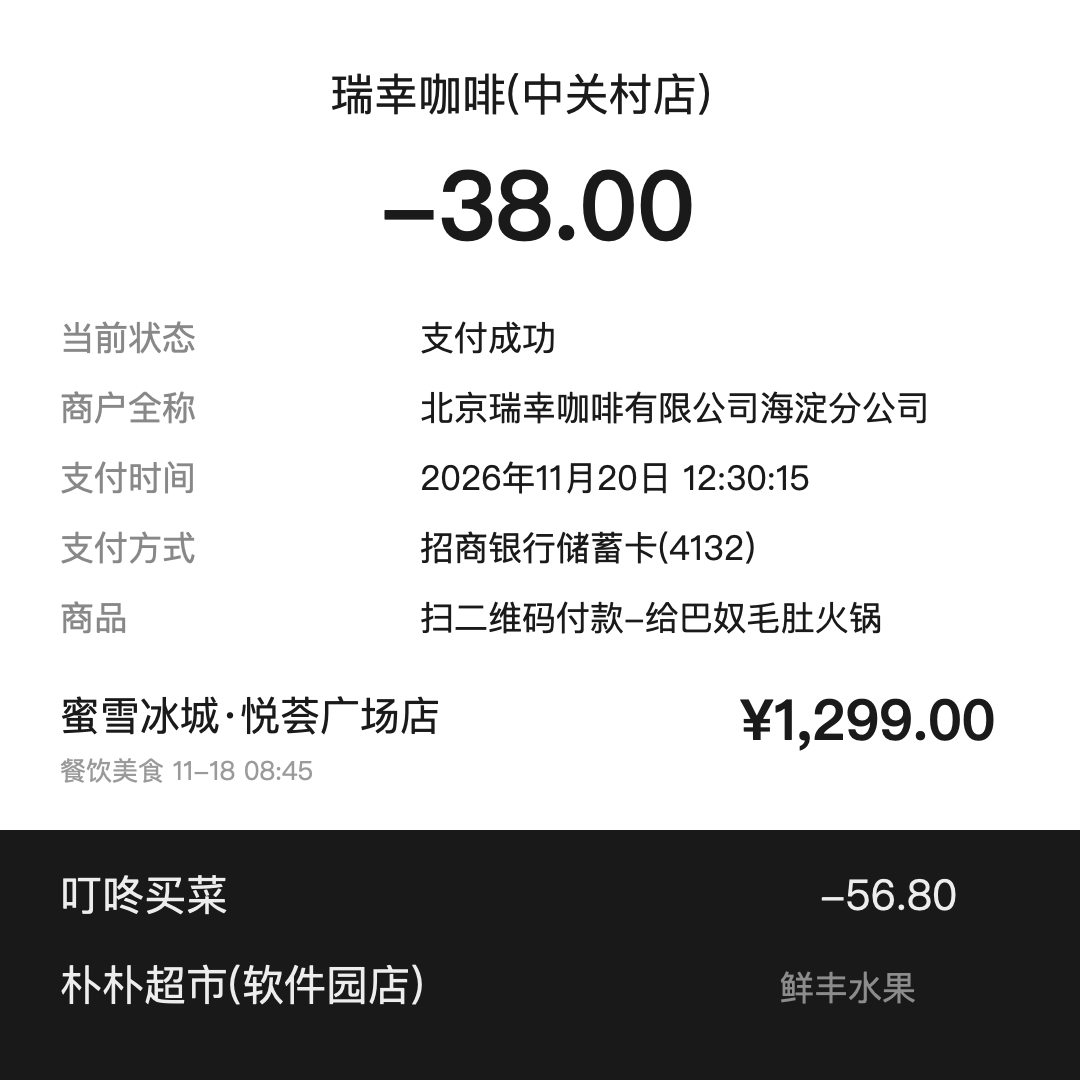 瑞幸咖啡(中关村店)
-38.00
当前状态 支付成功
商户全称 北京瑞幸咖啡有限公司海淀分公司
支付时间 2026年11月20日 12:30:15
支付方式 招商银行储蓄卡(4132)
商品 扫二维码付款-给巴奴毛肚火锅
蜜雪冰城·悦荟广场店 ¥1,299.00
餐饮美食 11-18 08:45
叮咚买菜 -56.80
朴朴超市(软件园店) 鲜丰水果